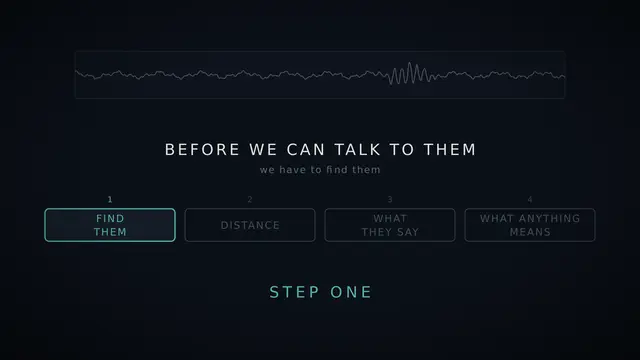 BEFORE WE CAN TALK TO THEM
we have to find them
1
2
3
4
FIND
THEM
DISTANCE
WHAT
THEY SAY
WHAT ANYTHING
MEANS
STEP ONE